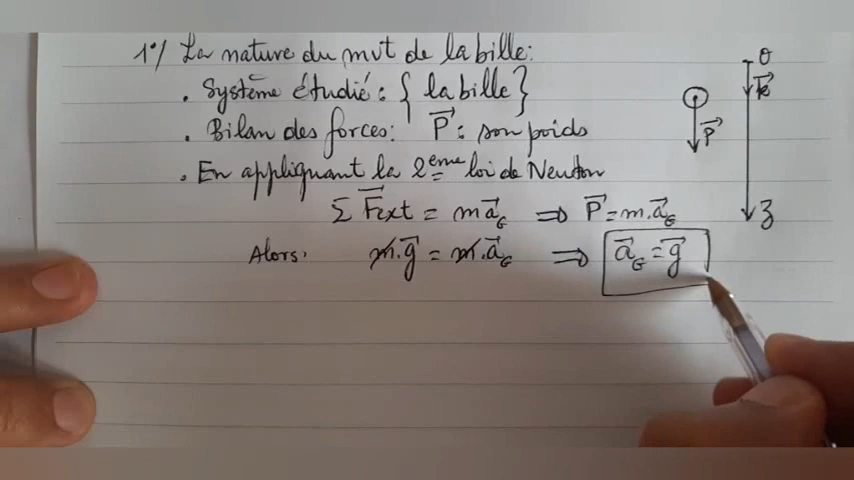 1°/ La nature du mvt de la bille:
. Système étudié: { la bille }
. Bilan des forces: P⃗ : son poids
. En appliquant la 2ème loi de Newton
Σ F⃗ext = m a⃗G ⟹ P⃗ = m. a⃗G
Alors: m. g⃗ = m. a⃗G ⟹ a⃗G = g⃗
O
k⃗
P⃗
z